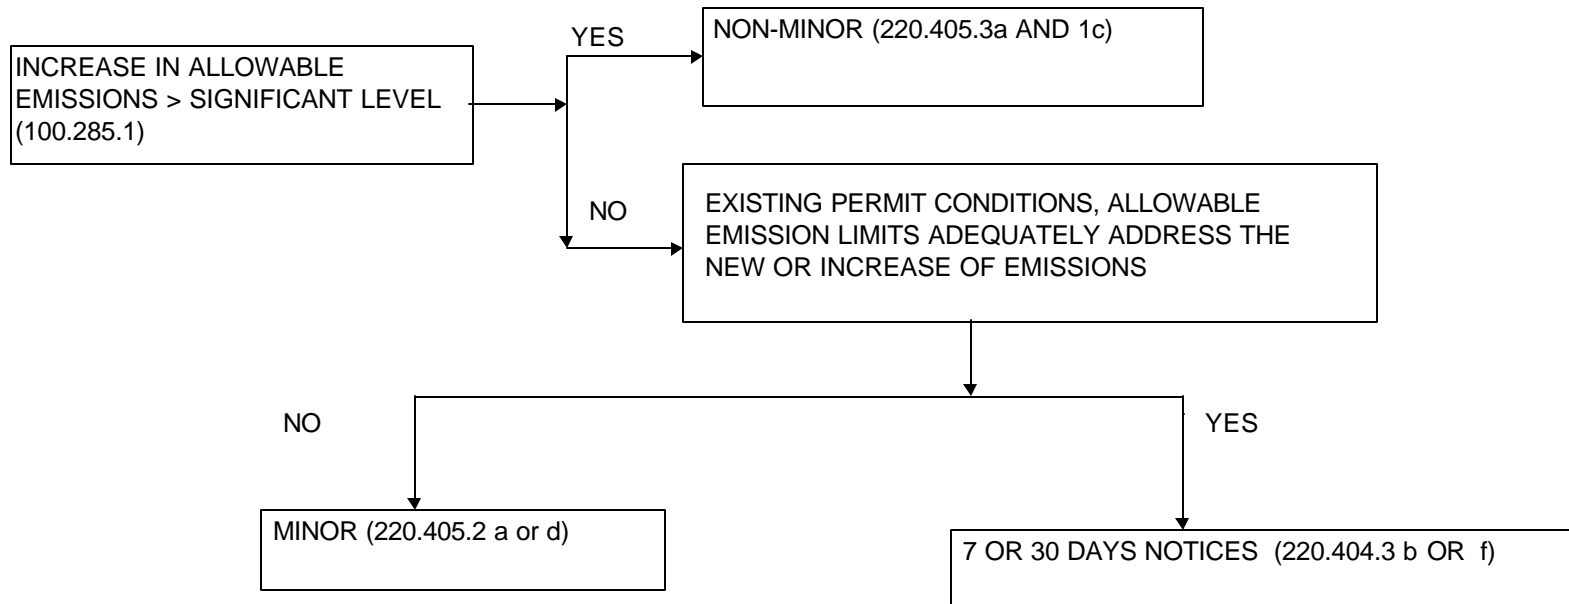 YES
NON-MINOR (220.405.3a AND 1c)
INCREASE IN ALLOWABLE
EMISSIONS > SIGNIFICANT LEVEL
(100.285.1)
NO
EXISTING PERMIT CONDITIONS, ALLOWABLE
EMISSION LIMITS ADEQUATELY ADDRESS THE
NEW OR INCREASE OF EMISSIONS
NO
YES
MINOR (220.405.2 a or d)
7 OR 30 DAYS NOTICES (220.404.3 b OR f)